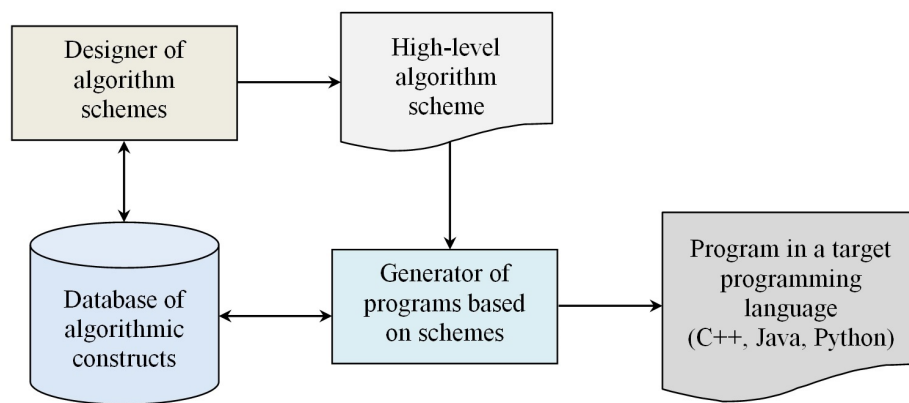 Designer of
algorithm
schemes
High-level
algorithm
scheme
Database of
algorithmic
constructs
Generator of
programs based
on schemes
Program in a target
programming
language
(C++, Java, Python)